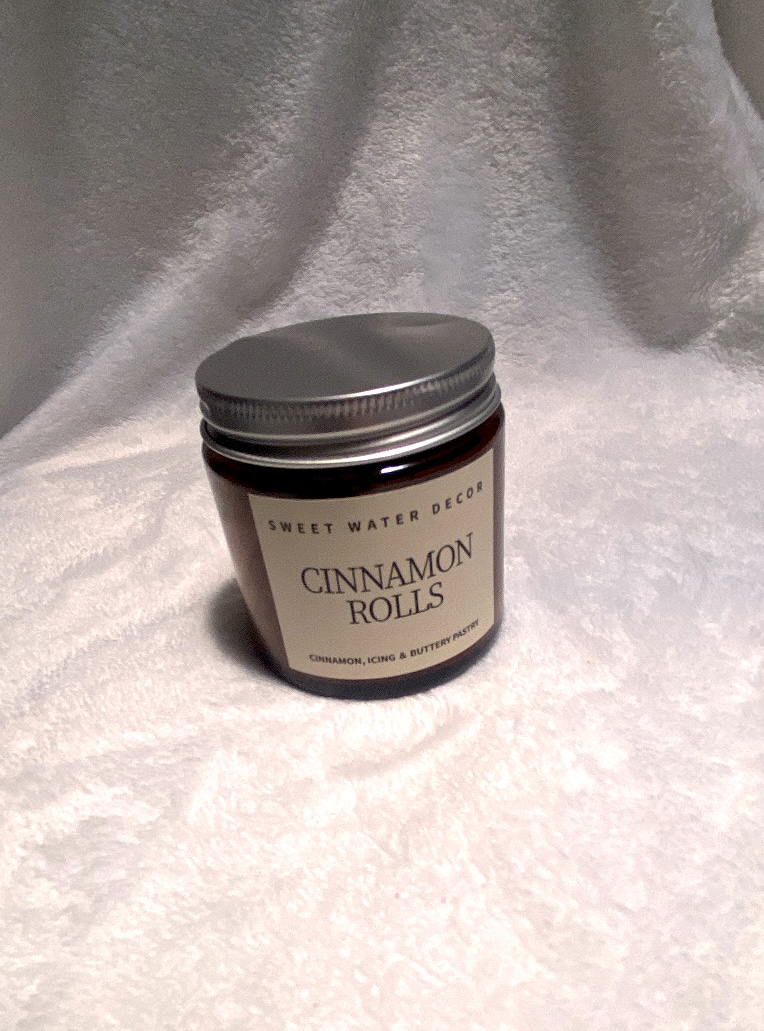 SWEET WATER DECOR
CINNAMON
ROLLS
CINNAMON, ICING & BUTTERY PASTRY